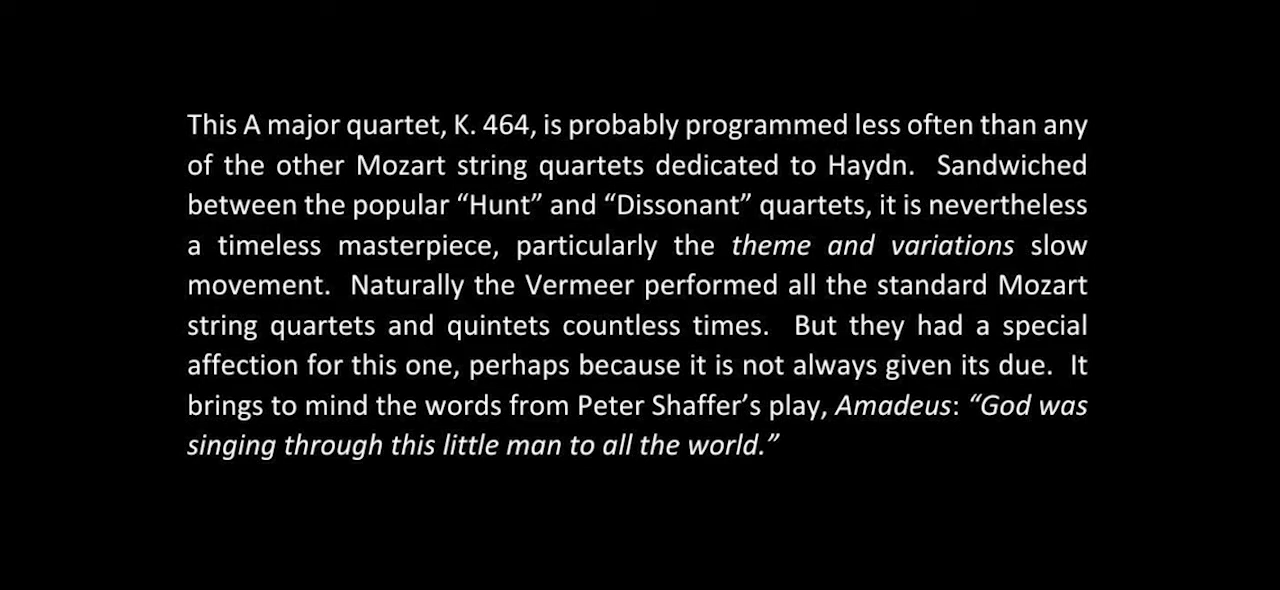 This A major quartet, K. 464, is probably programmed less often than any
of the other Mozart string quartets dedicated to Haydn.  Sandwiched
between the popular “Hunt” and “Dissonant” quartets, it is nevertheless
a timeless masterpiece, particularly the theme and variations slow
movement.  Naturally the Vermeer performed all the standard Mozart
string quartets and quintets countless times.  But they had a special
affection for this one, perhaps because it is not always given its due.  It
brings to mind the words from Peter Shaffer’s play, Amadeus: “God was
singing through this little man to all the world.”